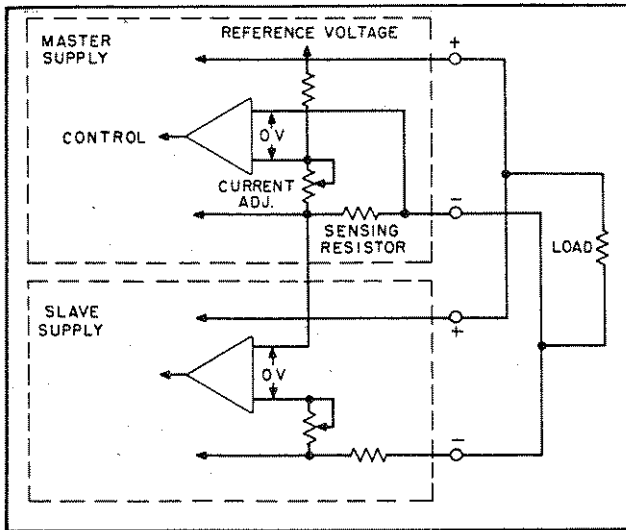 MASTER
SUPPLY
REFERENCE VOLTAGE
+
CONTROL
0 V
CURRENT
ADJ.
SENSING
RESISTOR
−
LOAD
SLAVE
SUPPLY
+
0 V
−